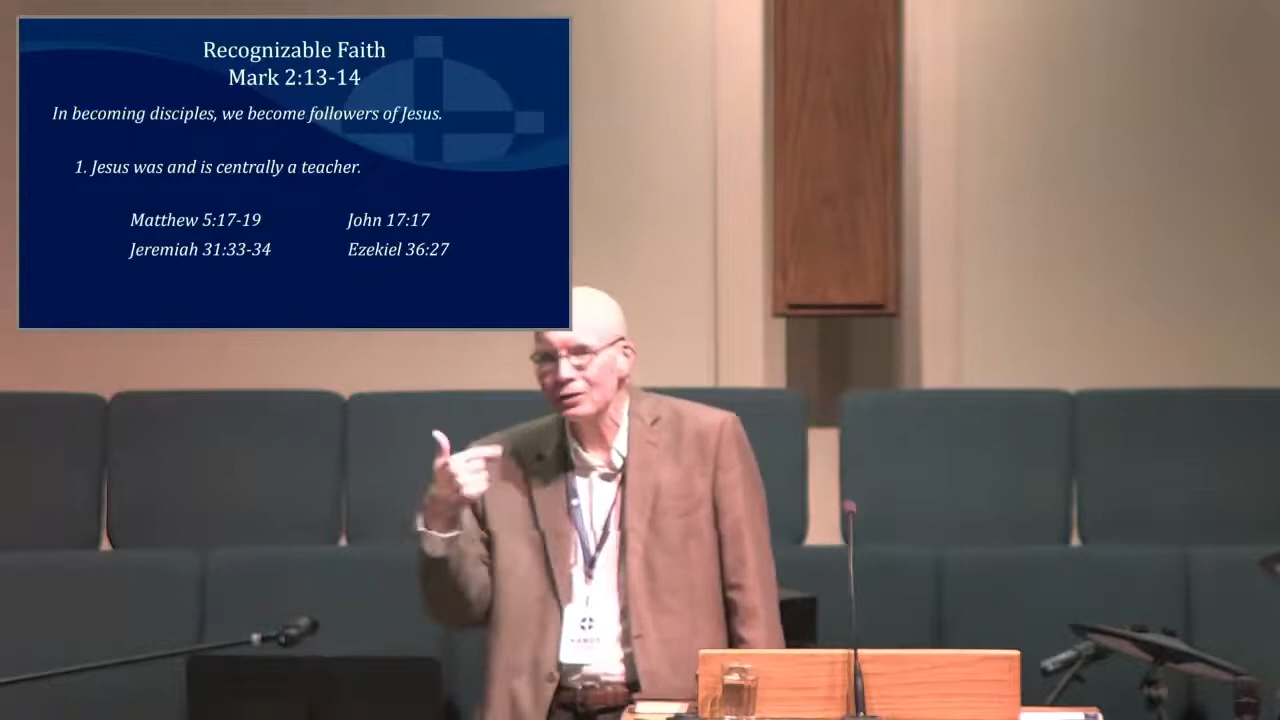 Recognizable Faith
Mark 2:13-14
In becoming disciples, we become followers of Jesus.
1. Jesus was and is centrally a teacher.
Matthew 5:17-19 John 17:17
Jeremiah 31:33-34 Ezekiel 36:27